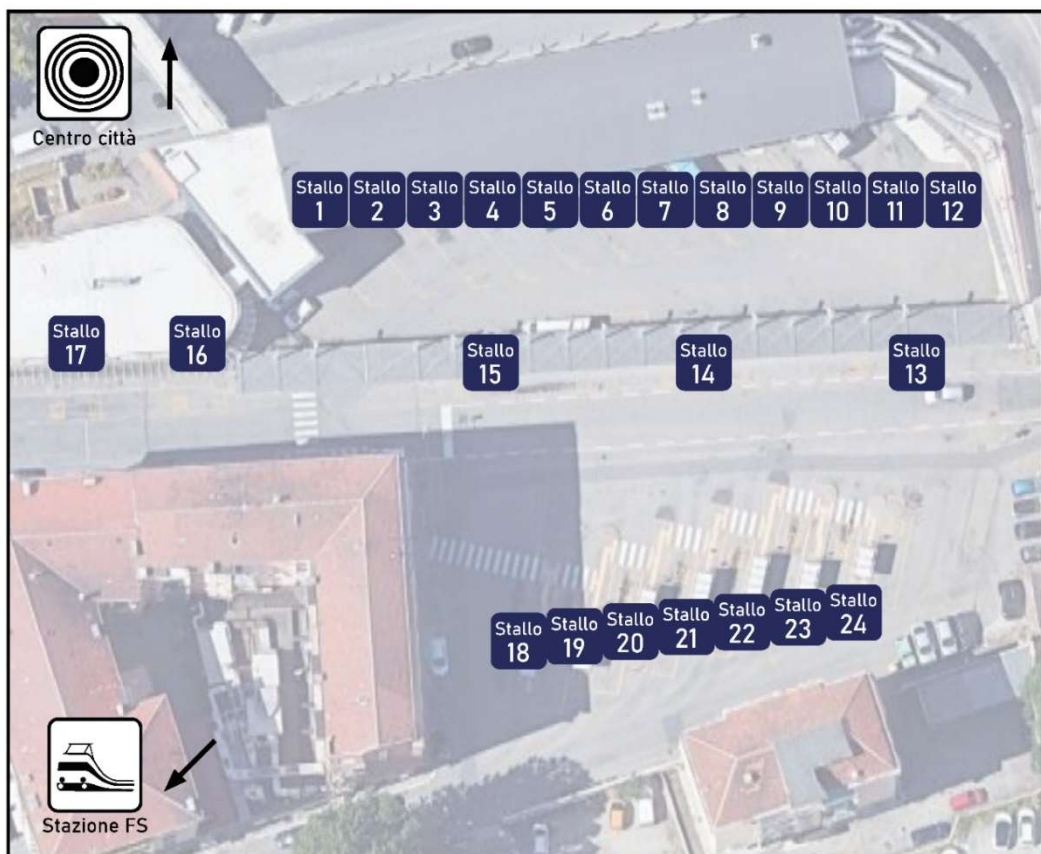 Centro città
Stallo 1
Stallo 2
Stallo 3
Stallo 4
Stallo 5
Stallo 6
Stallo 7
Stallo 8
Stallo 9
Stallo 10
Stallo 11
Stallo 12
Stallo 17
Stallo 16
Stallo 15
Stallo 14
Stallo 13
Stallo 18
Stallo 19
Stallo 20
Stallo 21
Stallo 22
Stallo 23
Stallo 24
Stazione FS